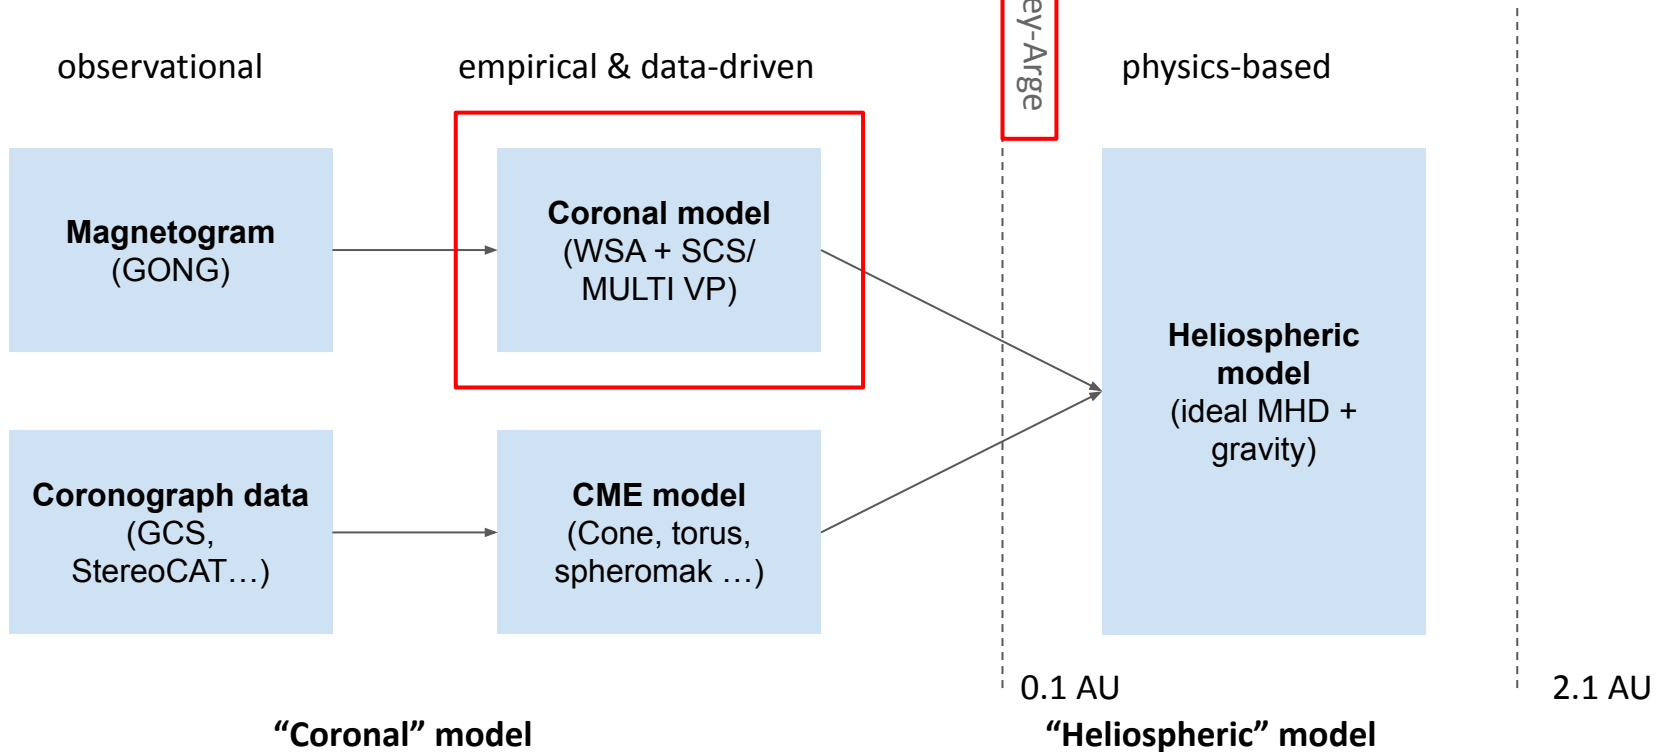 observational
empirical & data-driven
ey-Arge
physics-based
Magnetogram
(GONG)
Coronal model
(WSA + SCS/
MULTI VP)
Heliospheric
model
(ideal MHD +
gravity)
Coronograph data
(GCS,
StereoCAT…)
CME model
(Cone, torus,
spheromak …)
0.1 AU
2.1 AU
“Coronal” model
“Heliospheric” model